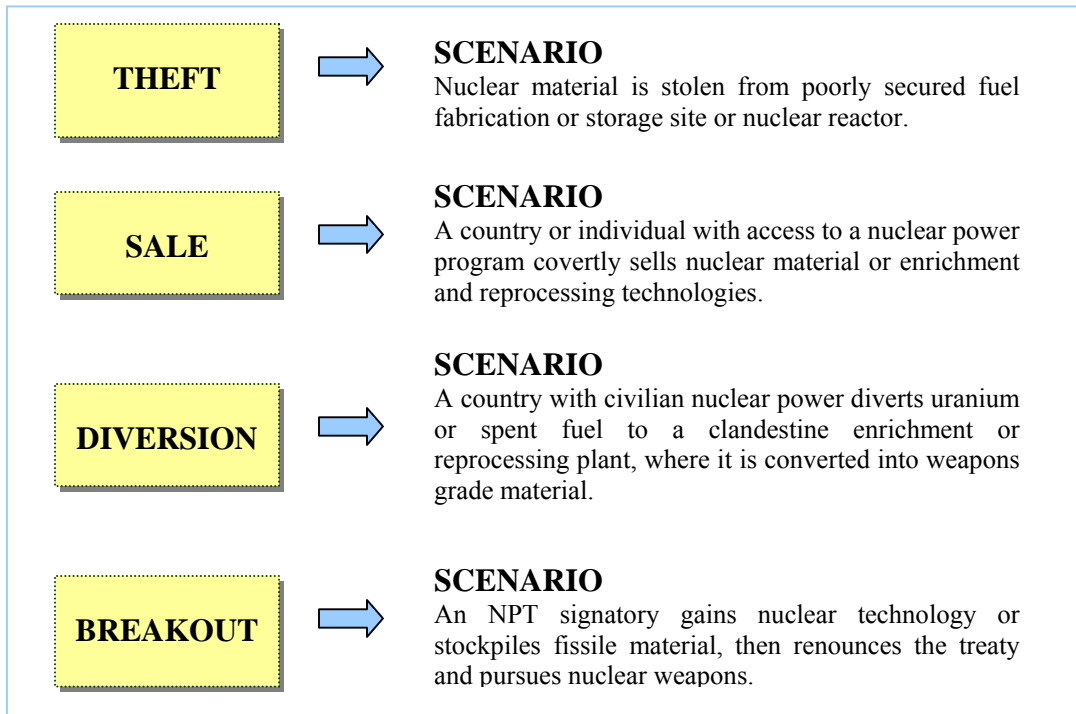 THEFT
SCENARIO
Nuclear material is stolen from poorly secured fuel
fabrication or storage site or nuclear reactor.
SALE
SCENARIO
A country or individual with access to a nuclear power
program covertly sells nuclear material or enrichment
and reprocessing technologies.
DIVERSION
SCENARIO
A country with civilian nuclear power diverts uranium
or spent fuel to a clandestine enrichment or
reprocessing plant, where it is converted into weapons
grade material.
BREAKOUT
SCENARIO
An NPT signatory gains nuclear technology or
stockpiles fissile material, then renounces the treaty
and pursues nuclear weapons.